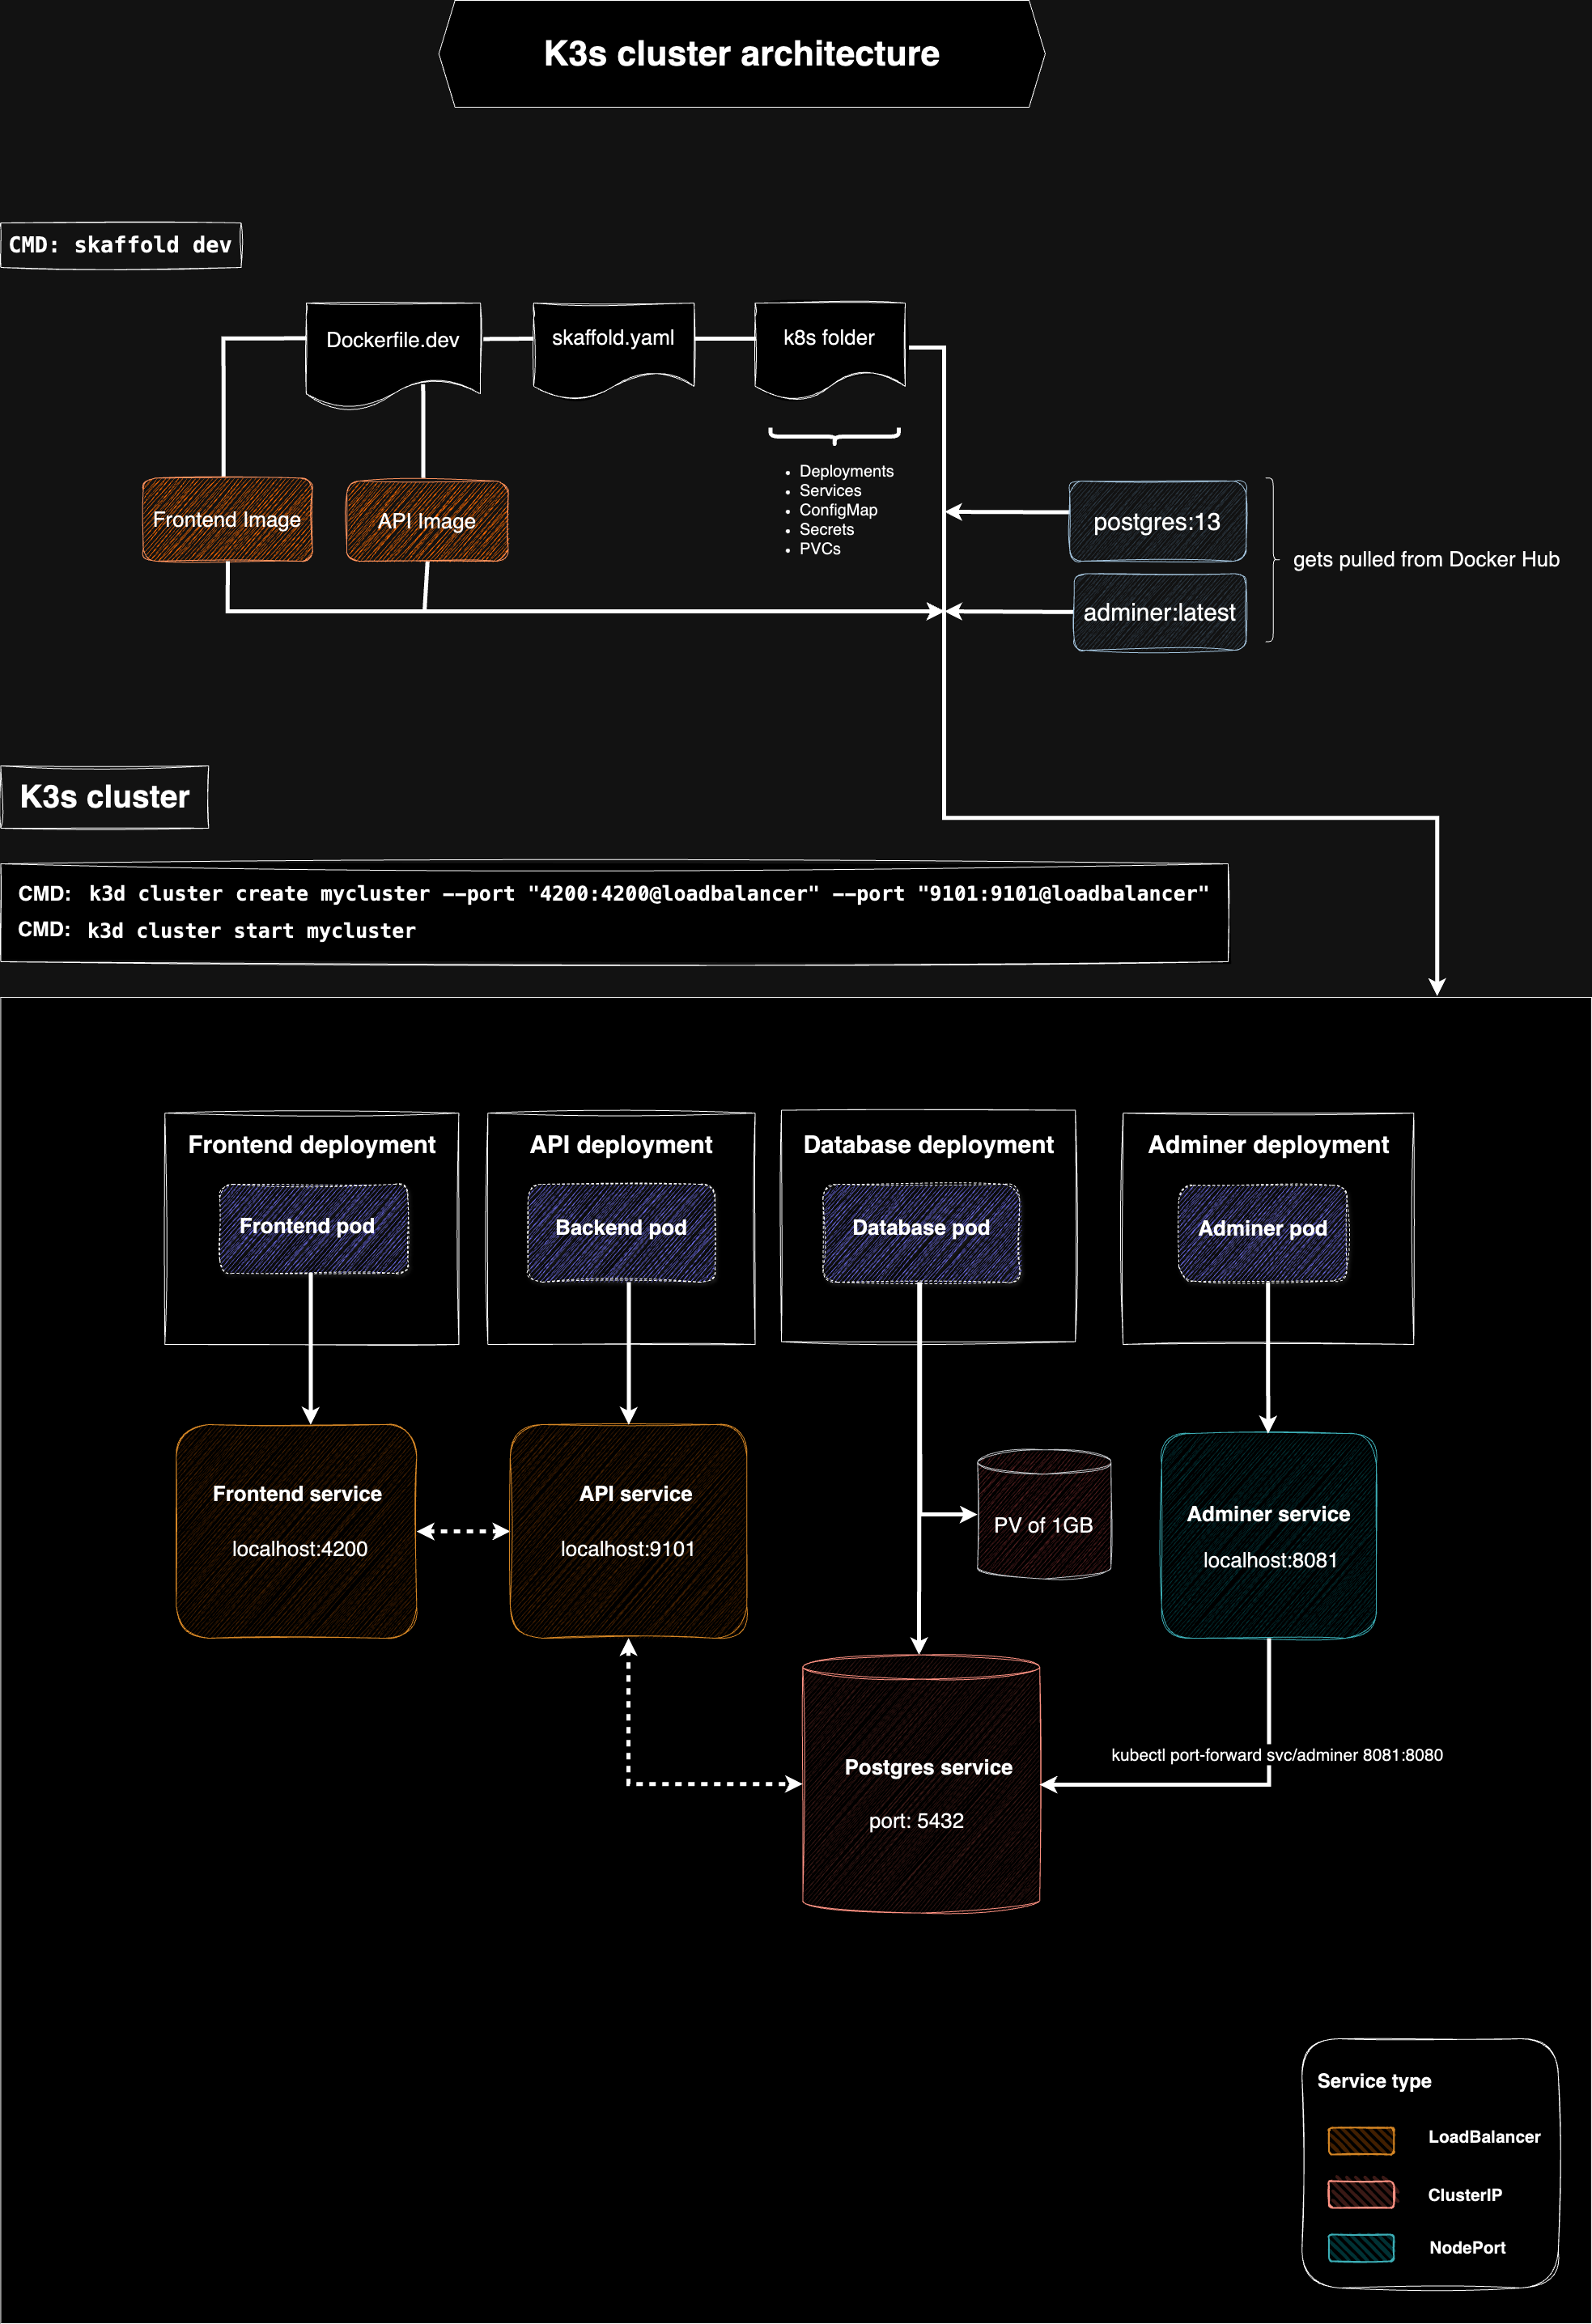 K3s cluster architecture
CMD: skaffold dev
Dockerfile.dev
skaffold.yaml
k8s folder
• Deployments
• Services
• ConfigMap
• Secrets
• PVCs
Frontend Image
API Image
postgres:13
adminer:latest
gets pulled from Docker Hub
K3s cluster
CMD: k3d cluster create mycluster --port "4200:4200@loadbalancer" --port "9101:9101@loadbalancer"
CMD: k3d cluster start mycluster
Frontend deployment
Frontend pod
API deployment
Backend pod
Database deployment
Database pod
Adminer deployment
Adminer pod
Frontend service
localhost:4200
API service
localhost:9101
PV of 1GB
Adminer service
localhost:8081
kubectl port-forward svc/adminer 8081:8080
Postgres service
port: 5432
Service type
LoadBalancer
ClusterIP
NodePort